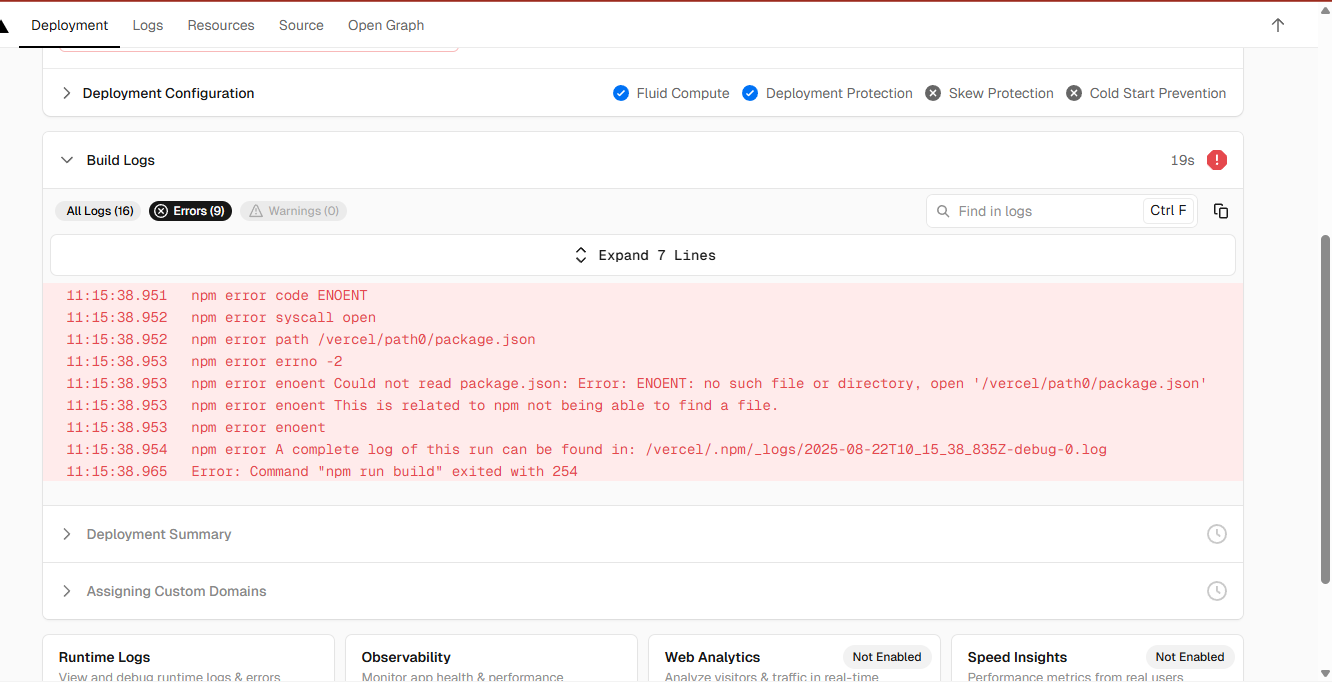 Deployment Logs Resources Source Open Graph
Deployment Configuration Fluid Compute Deployment Protection Skew Protection Cold Start Prevention
Build Logs 19s
All Logs (16) Errors (9) Warnings (0) Find in logs Ctrl F
Expand 7 Lines
11:15:38.951 npm error code ENOENT
11:15:38.952 npm error syscall open
11:15:38.952 npm error path /vercel/path0/package.json
11:15:38.953 npm error errno -2
11:15:38.953 npm error enoent Could not read package.json: Error: ENOENT: no such file or directory, open '/vercel/path0/package.json'
11:15:38.953 npm error enoent This is related to npm not being able to find a file.
11:15:38.953 npm error enoent
11:15:38.954 npm error A complete log of this run can be found in: /vercel/.npm/_logs/2025-08-22T10_15_38_835Z-debug-0.log
11:15:38.965 Error: Command "npm run build" exited with 254
Deployment Summary
Assigning Custom Domains
Runtime Logs Observability Web Analytics Not Enabled Speed Insights Not Enabled
View and debug runtime logs & errors Monitor app health & performance Analyze visitors & traffic in real-time Performance metrics from real users